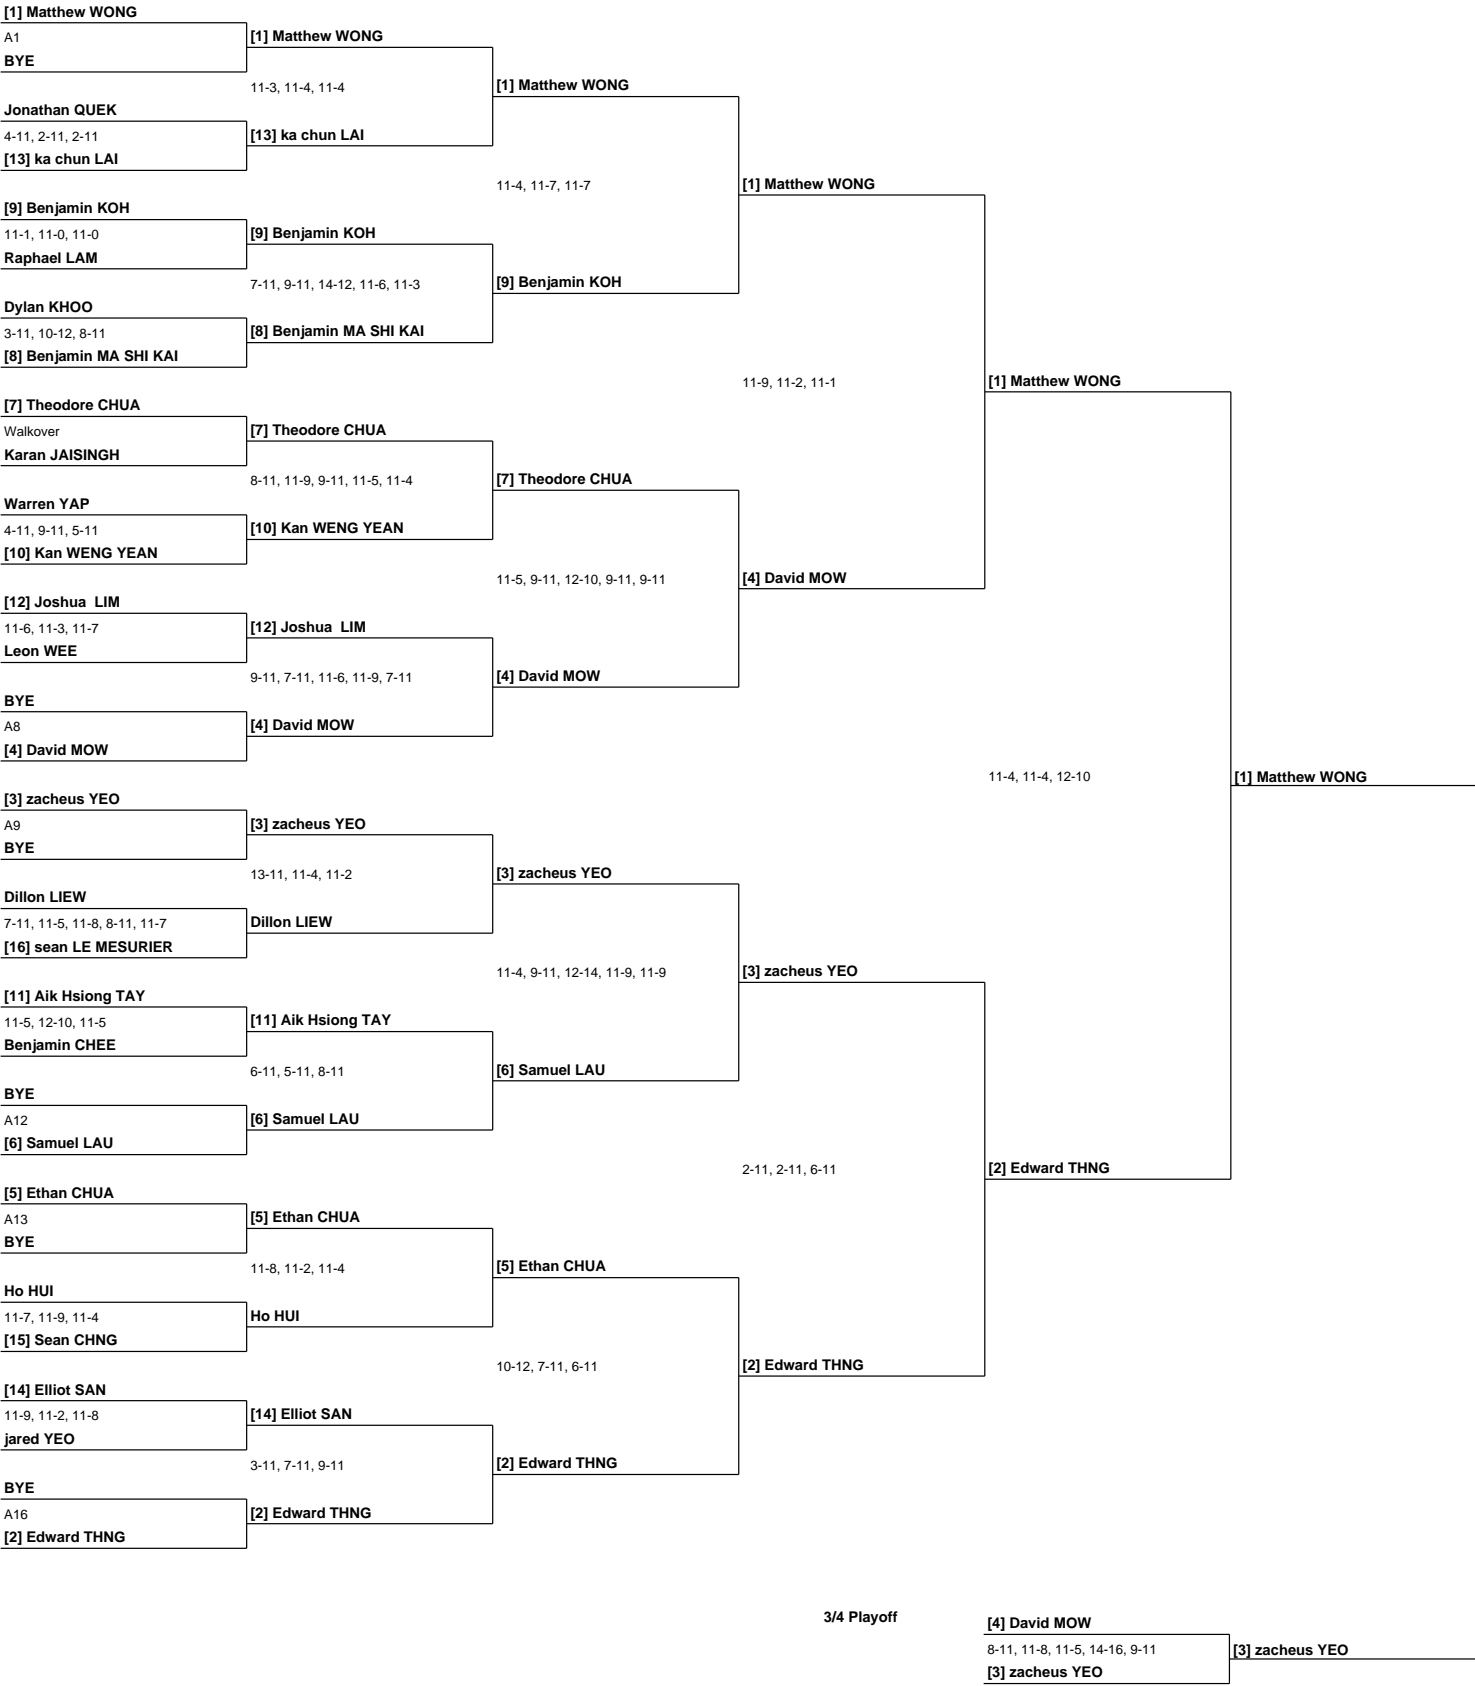 [1] Matthew WONG
A1
BYE
Jonathan QUEK
4-11, 2-11, 2-11
[13] ka chun LAI
[9] Benjamin KOH
11-1, 11-0, 11-0
Raphael LAM
Dylan KHOO
3-11, 10-12, 8-11
[8] Benjamin MA SHI KAI
[7] Theodore CHUA
Walkover
Karan JAISINGH
Warren YAP
4-11, 9-11, 5-11
[10] Kan WENG YEAN
[12] Joshua  LIM
11-6, 11-3, 11-7
Leon WEE
BYE
A8
[4] David MOW
[3] zacheus YEO
A9
BYE
Dillon LIEW
7-11, 11-5, 11-8, 8-11, 11-7
[16] sean LE MESURIER
[11] Aik Hsiong TAY
11-5, 12-10, 11-5
Benjamin CHEE
BYE
A12
[6] Samuel LAU
[5] Ethan CHUA
A13
BYE
Ho HUI
11-7, 11-9, 11-4
[15] Sean CHNG
[14] Elliot SAN
11-9, 11-2, 11-8
jared YEO
BYE
A16
[2] Edward THNG
[1] Matthew WONG
11-3, 11-4, 11-4
[13] ka chun LAI
[9] Benjamin KOH
7-11, 9-11, 14-12, 11-6, 11-3
[8] Benjamin MA SHI KAI
[7] Theodore CHUA
8-11, 11-9, 9-11, 11-5, 11-4
[10] Kan WENG YEAN
[12] Joshua  LIM
9-11, 7-11, 11-6, 11-9, 7-11
[4] David MOW
[3] zacheus YEO
13-11, 11-4, 11-2
Dillon LIEW
[11] Aik Hsiong TAY
6-11, 5-11, 8-11
[6] Samuel LAU
[5] Ethan CHUA
11-8, 11-2, 11-4
Ho HUI
[14] Elliot SAN
3-11, 7-11, 9-11
[2] Edward THNG
[1] Matthew WONG
11-4, 11-7, 11-7
[9] Benjamin KOH
[7] Theodore CHUA
11-5, 9-11, 12-10, 9-11, 9-11
[4] David MOW
[3] zacheus YEO
11-4, 9-11, 12-14, 11-9, 11-9
[6] Samuel LAU
[5] Ethan CHUA
10-12, 7-11, 6-11
[2] Edward THNG
[1] Matthew WONG
11-9, 11-2, 11-1
[4] David MOW
[3] zacheus YEO
2-11, 2-11, 6-11
[2] Edward THNG
[1] Matthew WONG
11-4, 11-4, 12-10
[2] Edward THNG
[1] Matthew WONG
3/4 Playoff
[4] David MOW
8-11, 11-8, 11-5, 14-16, 9-11
[3] zacheus YEO
[3] zacheus YEO